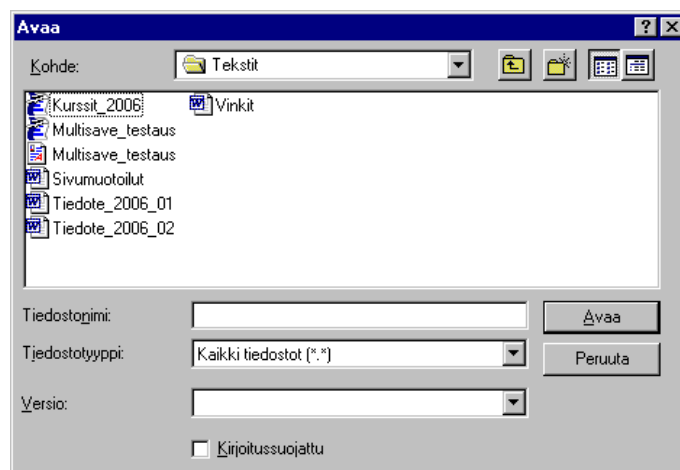 Avaa
Kohde:
Tekstit
Kurssit_2006
Multisave_testaus
Multisave_testaus
Sivumuotoilut
Tiedote_2006_01
Tiedote_2006_02
Vinkit
Tiedostonimi:
Avaa
Tiedostotyyppi:
Kaikki tiedostot (*.*)
Peruuta
Versio:
Kirjoitussuojattu